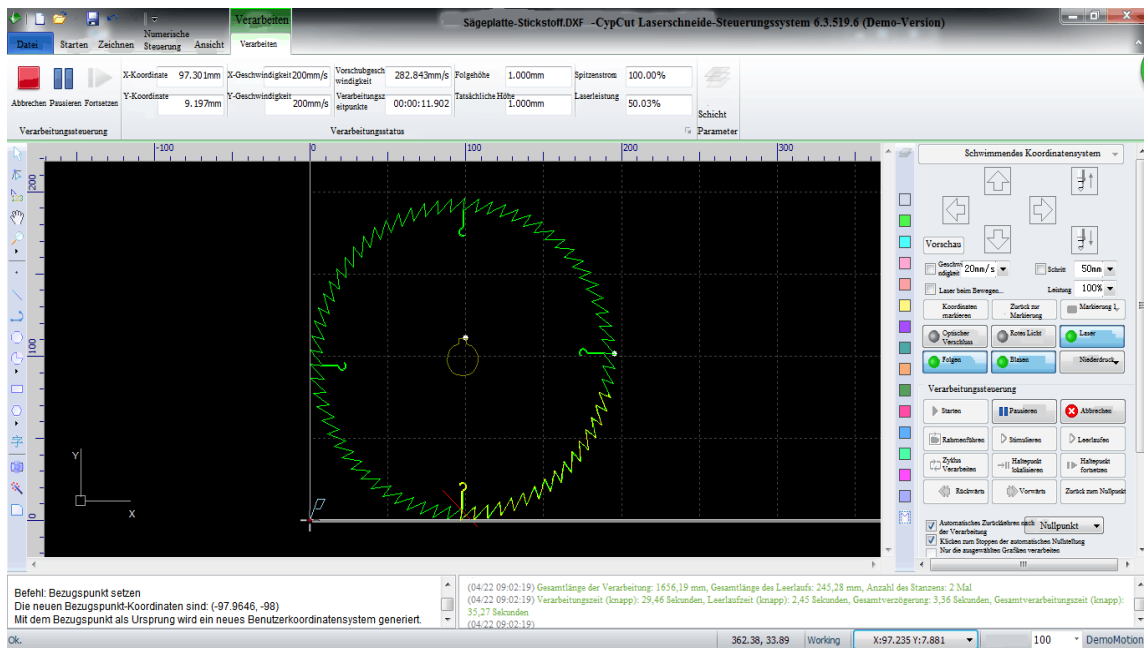 Verarbeiten
Sägeplatte-Stickstoff.DXF -CypCut Laserschneide-Steuerungssystem 6.3.519.6 (Demo-Version)
Datei Starten Zeichnen Numerische Steuerung Ansicht Verarbeiten
X-Koordinate 97.301mm X-Geschwindigkeit 200mm/s Vorschubgeschwindigkeit 282.843mm/s Folgehöhe 1.000mm Spitzenstrom 100.00%
Y-Koordinate 9.197mm Y-Geschwindigkeit 200mm/s Verarbeitungszeitpunkte 00:00:11.902 Tatsächliche Höhe 1.000mm Laserleistung 50.03%
Abbrechen Pausieren Fortsetzen
Schicht
Verarbeitungssteuerung Verarbeitungsstatus Parameter
-100 0 100 200 300
200
100
0
Y
X
字
Schwimmendes Koordinatensystem
Vorschau
Geschwindigkeit 20mm/s Schritt 50mm
Laser beim Bewegen... Leistung 100%
Koordinaten markieren Zurück zur Markierung Markierung 1,
Optischer Verschluss Rotes Licht Laser
Folgen Blasen Niederdruck
Verarbeitungssteuerung
Starten Pausieren Abbrechen
Rahmenführen Stimulieren Leerlaufen
Zyklus Verarbeiten Haltepunkt lokalisieren Haltepunkt fortsetzen
Rückwärts Vorwärts Zurück zum Nullpunkt
Automatisches Zurückkehren nach der Verarbeitung Nullpunkt
Klicken zum Stoppen der automatischen Nullstellung
Nur die ausgewählten Grafiken verarbeiten
Befehl: Bezugspunkt setzen
Die neuen Bezugspunkt-Koordinaten sind: (-97.9646, -98)
Mit dem Bezugspunkt als Ursprung wird ein neues Benutzerkoordinatensystem generiert.
(04/22 09:02:19) Gesamtlänge der Verarbeitung: 1656,19 mm, Gesamtlänge des Leerlaufs: 245,28 mm, Anzahl des Stanzens: 2 Mal
(04/22 09:02:19) Verarbeitungszeit (knapp): 29,46 Sekunden, Leerlaufzeit (knapp): 2,45 Sekunden, Gesamtverzögerung: 3,36 Sekunden, Gesamtverarbeitungszeit (knapp):
35,27 Sekunden
(04/22 09:02:19)
Ok. 362.38, 33.89 Working X:97.235 Y:7.881 100 DemoMotion